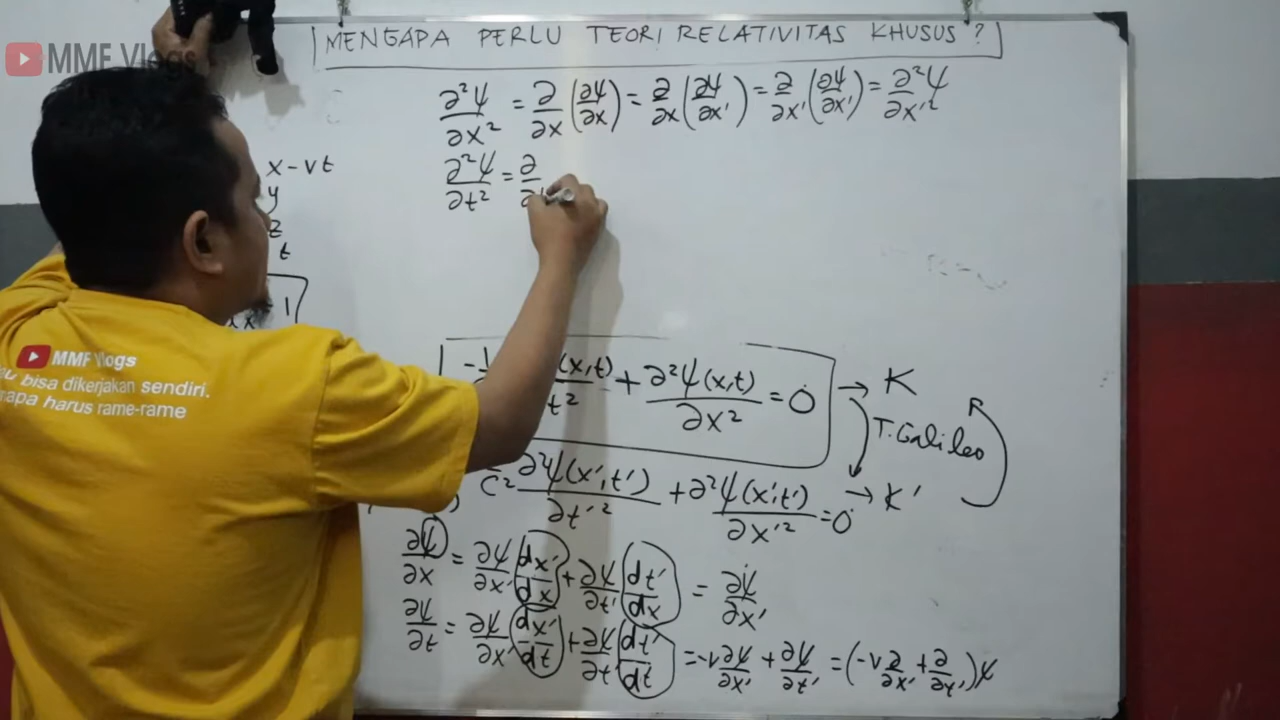 MMF Vlogs
MENGAPA PERLU TEORI RELATIVITAS KHUSUS ?
∂²ψ/∂x² = ∂/∂x (∂ψ/∂x) = ∂/∂x (∂ψ/∂x') = ∂/∂x' (∂ψ/∂x') = ∂²ψ/∂x'²
∂²ψ/∂t² = ∂/∂t
x - vt
y
z
t
1
(x,t) + ∂²ψ(x,t)/∂x² = 0 → K
T. Galileo
c² ∂²ψ(x',t')/∂t'² + ∂²ψ(x',t')/∂x'² = 0 → K'
∂ψ/∂x = ∂ψ/∂x' (dx'/dx) + ∂ψ/∂t' (dt'/dx) = ∂ψ/∂x'
∂ψ/∂t = ∂ψ/∂x' (dx'/dt) + ∂ψ/∂t' (dt'/dt) = -v ∂ψ/∂x' + ∂ψ/∂t' = (-v ∂/∂x' + ∂/∂t')ψ
MMF Vlogs
bisa dikerjakan sendiri.
harus rame-rame